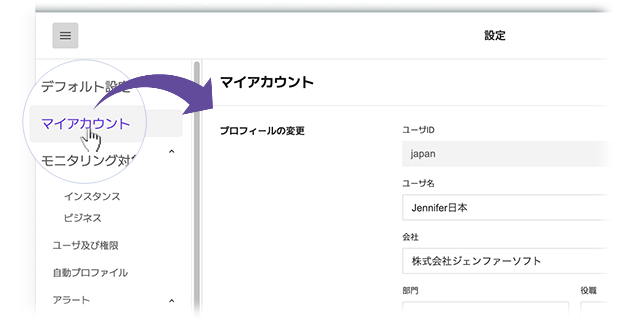 設定
デフォルト設定
マイアカウント
モニタリング対
インスタンス
ビジネス
ユーザ及び権限
自動プロファイル
アラート
マイアカウント
プロフィールの変更
ユーザID
japan
ユーザ名
Jennifer日本
会社
株式会社ジェンファーソフト
部門
役職